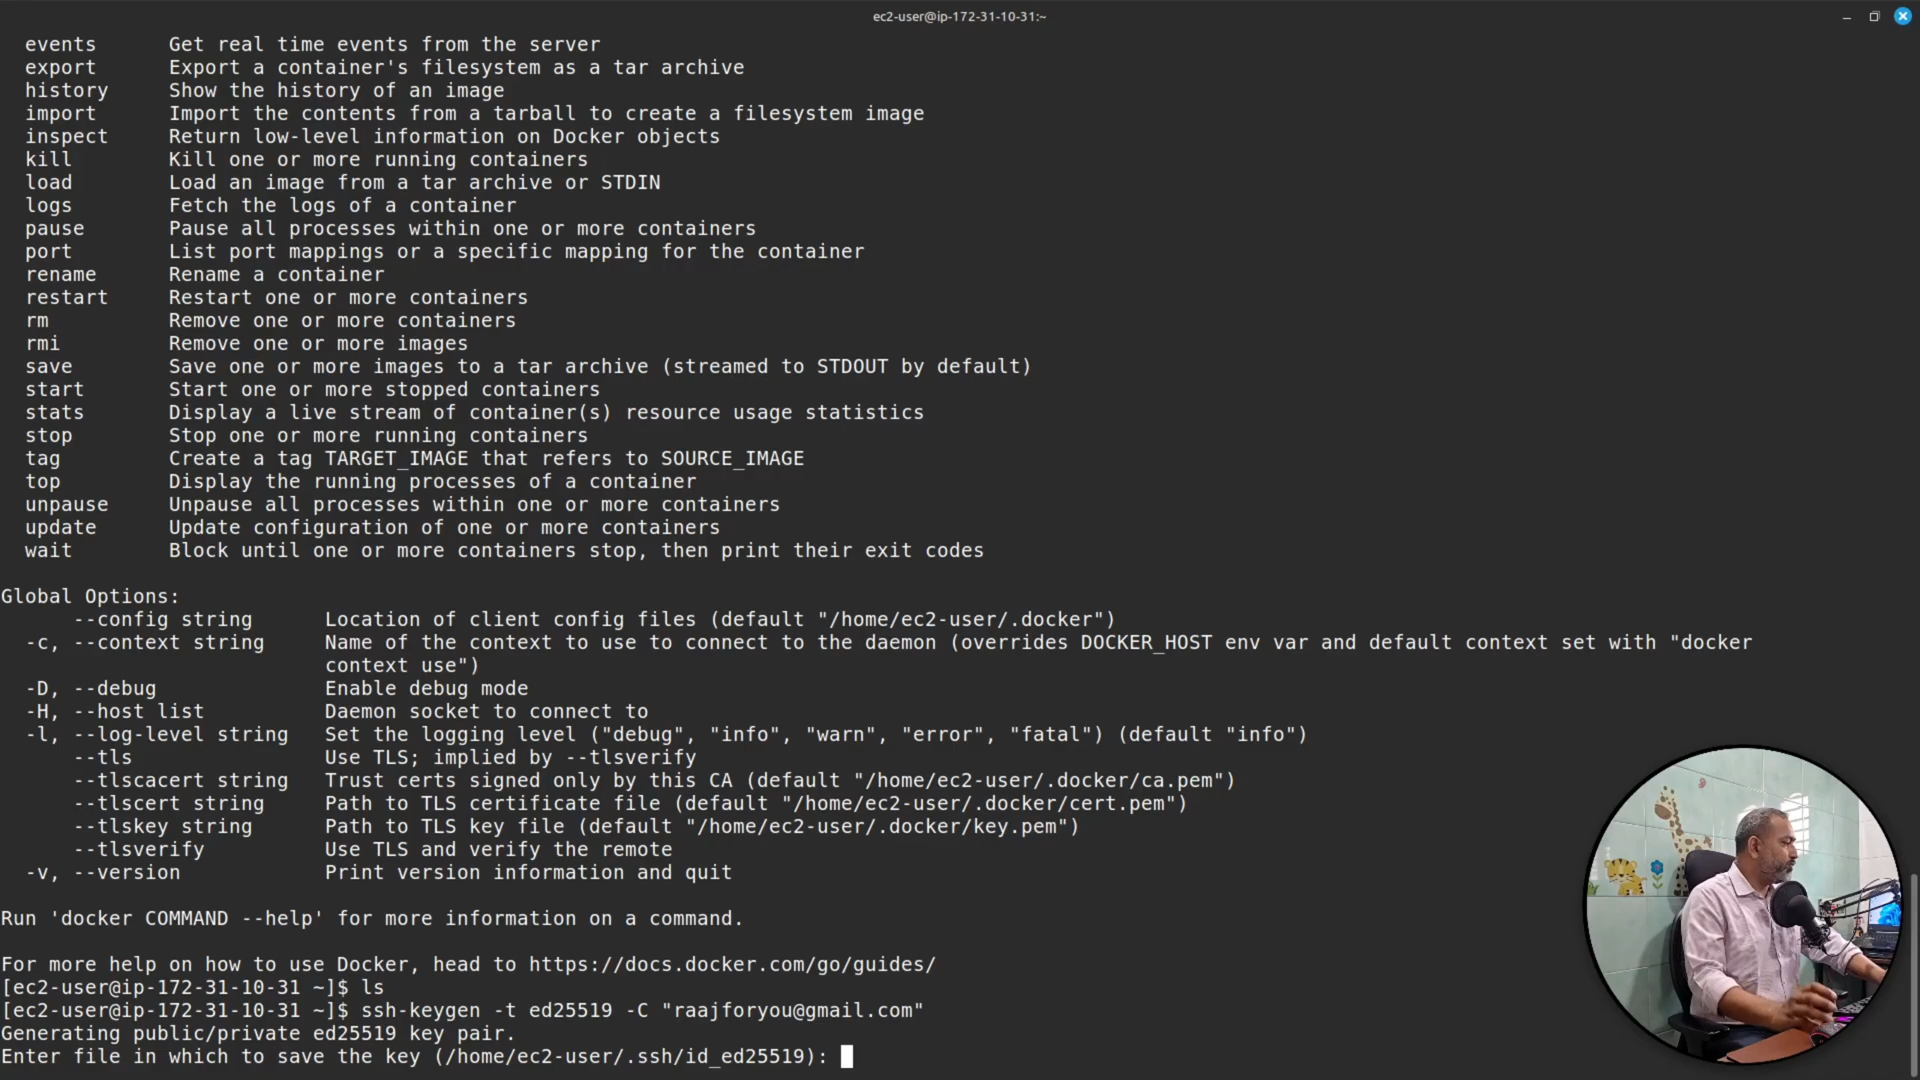 ec2-user@ip-172-31-10-31:~
events Get real time events from the server
export Export a container's filesystem as a tar archive
history Show the history of an image
import Import the contents from a tarball to create a filesystem image
inspect Return low-level information on Docker objects
kill Kill one or more running containers
load Load an image from a tar archive or STDIN
logs Fetch the logs of a container
pause Pause all processes within one or more containers
port List port mappings or a specific mapping for the container
rename Rename a container
restart Restart one or more containers
rm Remove one or more containers
rmi Remove one or more images
save Save one or more images to a tar archive (streamed to STDOUT by default)
start Start one or more stopped containers
stats Display a live stream of container(s) resource usage statistics
stop Stop one or more running containers
tag Create a tag TARGET_IMAGE that refers to SOURCE_IMAGE
top Display the running processes of a container
unpause Unpause all processes within one or more containers
update Update configuration of one or more containers
wait Block until one or more containers stop, then print their exit codes
Global Options:
--config string Location of client config files (default "/home/ec2-user/.docker")
-c, --context string Name of the context to use to connect to the daemon (overrides DOCKER_HOST env var and default context set with "docker
context use")
-D, --debug Enable debug mode
-H, --host list Daemon socket to connect to
-l, --log-level string Set the logging level ("debug", "info", "warn", "error", "fatal") (default "info")
--tls Use TLS; implied by --tlsverify
--tlscacert string Trust certs signed only by this CA (default "/home/ec2-user/.docker/ca.pem")
--tlscert string Path to TLS certificate file (default "/home/ec2-user/.docker/cert.pem")
--tlskey string Path to TLS key file (default "/home/ec2-user/.docker/key.pem")
--tlsverify Use TLS and verify the remote
-v, --version Print version information and quit
Run 'docker COMMAND --help' for more information on a command.
For more help on how to use Docker, head to https://docs.docker.com/go/guides/
[ec2-user@ip-172-31-10-31 ~]$ ls
[ec2-user@ip-172-31-10-31 ~]$ ssh-keygen -t ed25519 -C "raajforyou@gmail.com"
Generating public/private ed25519 key pair.
Enter file in which to save the key (/home/ec2-user/.ssh/id_ed25519):